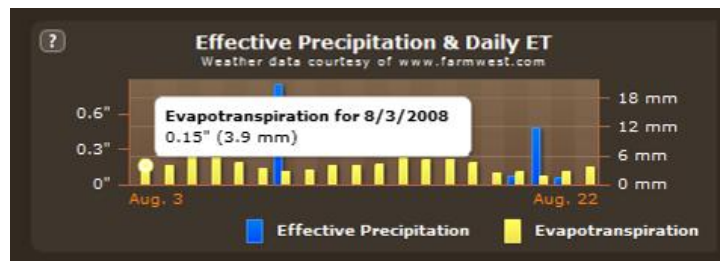 ?
Effective Precipitation & Daily ET
Weather data courtesy of www.farmwest.com
0.6"
0.3"
0"
Evapotranspiration for 8/3/2008
0.15" (3.9 mm)
18 mm
12 mm
6 mm
0 mm
Aug. 3
Aug. 22
Effective Precipitation
Evapotranspiration